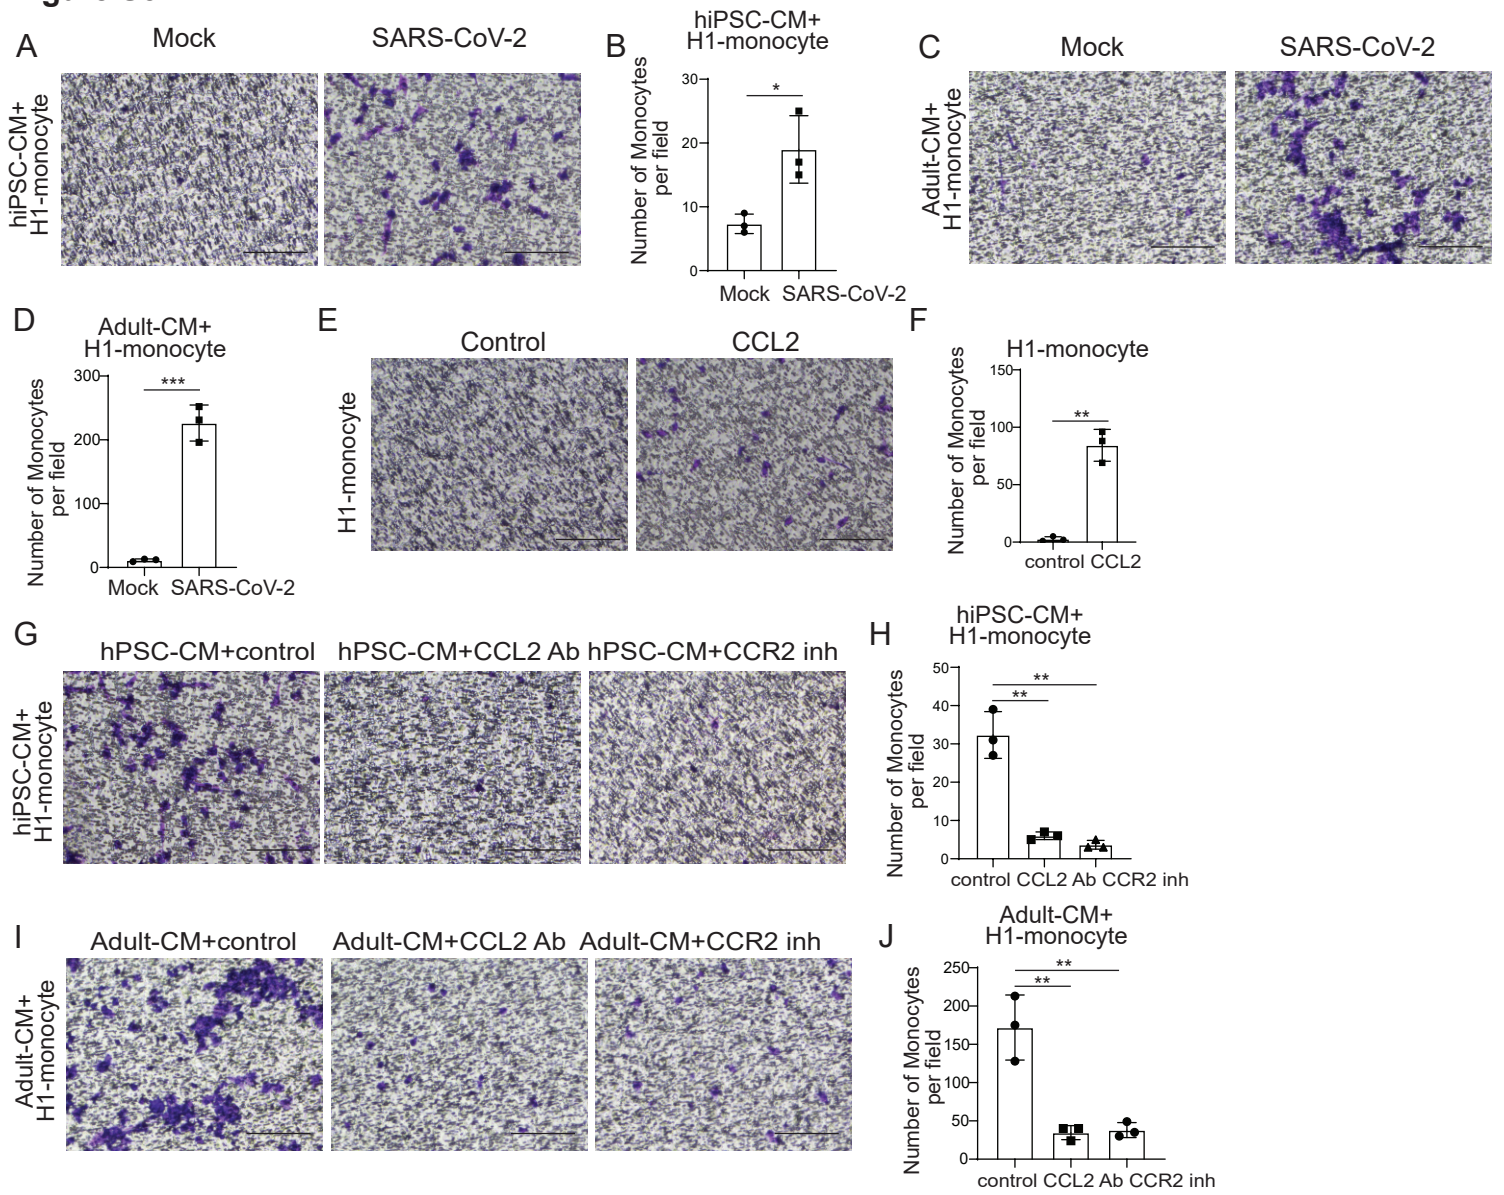 A
Mock
SARS-CoV-2
hiPSC-CM+
H1-monocyte
B
hiPSC-CM+
H1-monocyte
Number of Monocytes
per field
30
20
10
0
*
Mock
SARS-CoV-2
C
Mock
SARS-CoV-2
Adult-CM+
H1-monocyte
D
Adult-CM+
H1-monocyte
Number of Monocytes
per field
300
200
100
0
***
Mock
SARS-CoV-2
E
Control
CCL2
H1-monocyte
F
H1-monocyte
Number of Monocytes
per field
150
100
50
0
**
control CCL2
G
hPSC-CM+control
hPSC-CM+CCL2 Ab
hPSC-CM+CCR2 inh
hiPSC-CM+
H1-monocyte
H
hiPSC-CM+
H1-monocyte
Number of Monocytes
per field
50
40
30
20
10
0
**
**
control CCL2 Ab CCR2 inh
I
Adult-CM+control
Adult-CM+CCL2 Ab
Adult-CM+CCR2 inh
Adult-CM+
H1-monocyte
J
Adult-CM+
H1-monocyte
Number of Monocytes
per field
250
200
150
100
50
0
**
**
control CCL2 Ab CCR2 inh